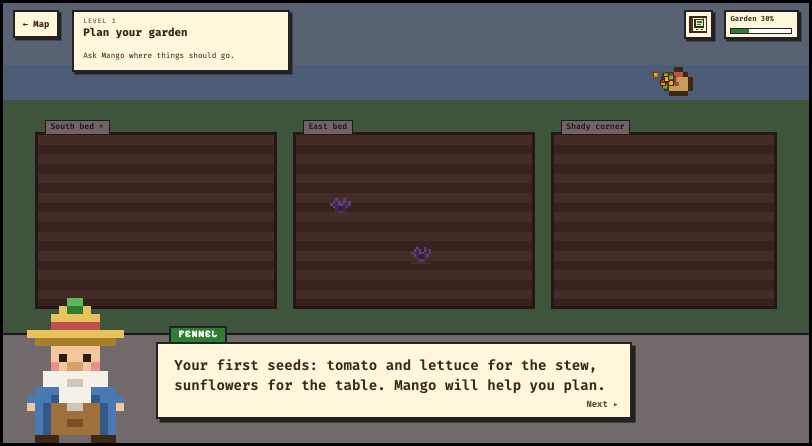 ← Map
LEVEL 1
Plan your garden
Ask Mango where things should go.
Garden 30%
South bed ☀
East bed
Shady corner
FENNEL
Your first seeds: tomato and lettuce for the stew,
sunflowers for the table. Mango will help you plan.
Next ▸